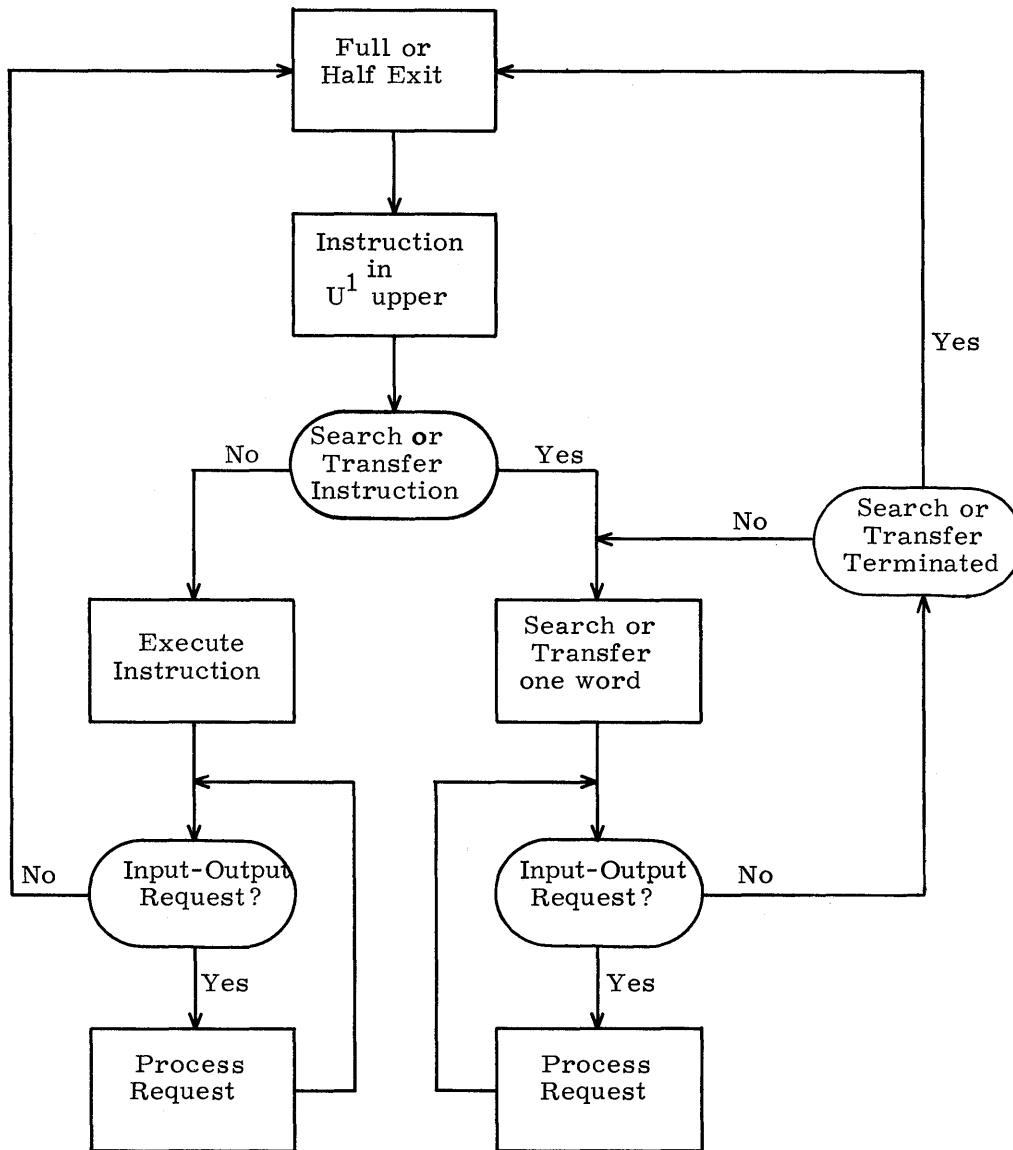 Full or
Half Exit
Instruction
in
U¹ upper
Yes
Search or
Transfer
Instruction
No
Yes
No
Search or
Transfer
Terminated
Execute
Instruction
Search or
Transfer
one word
Input-Output
Request?
No
Input-Output
Request?
No
Yes
Yes
Process
Request
Process
Request